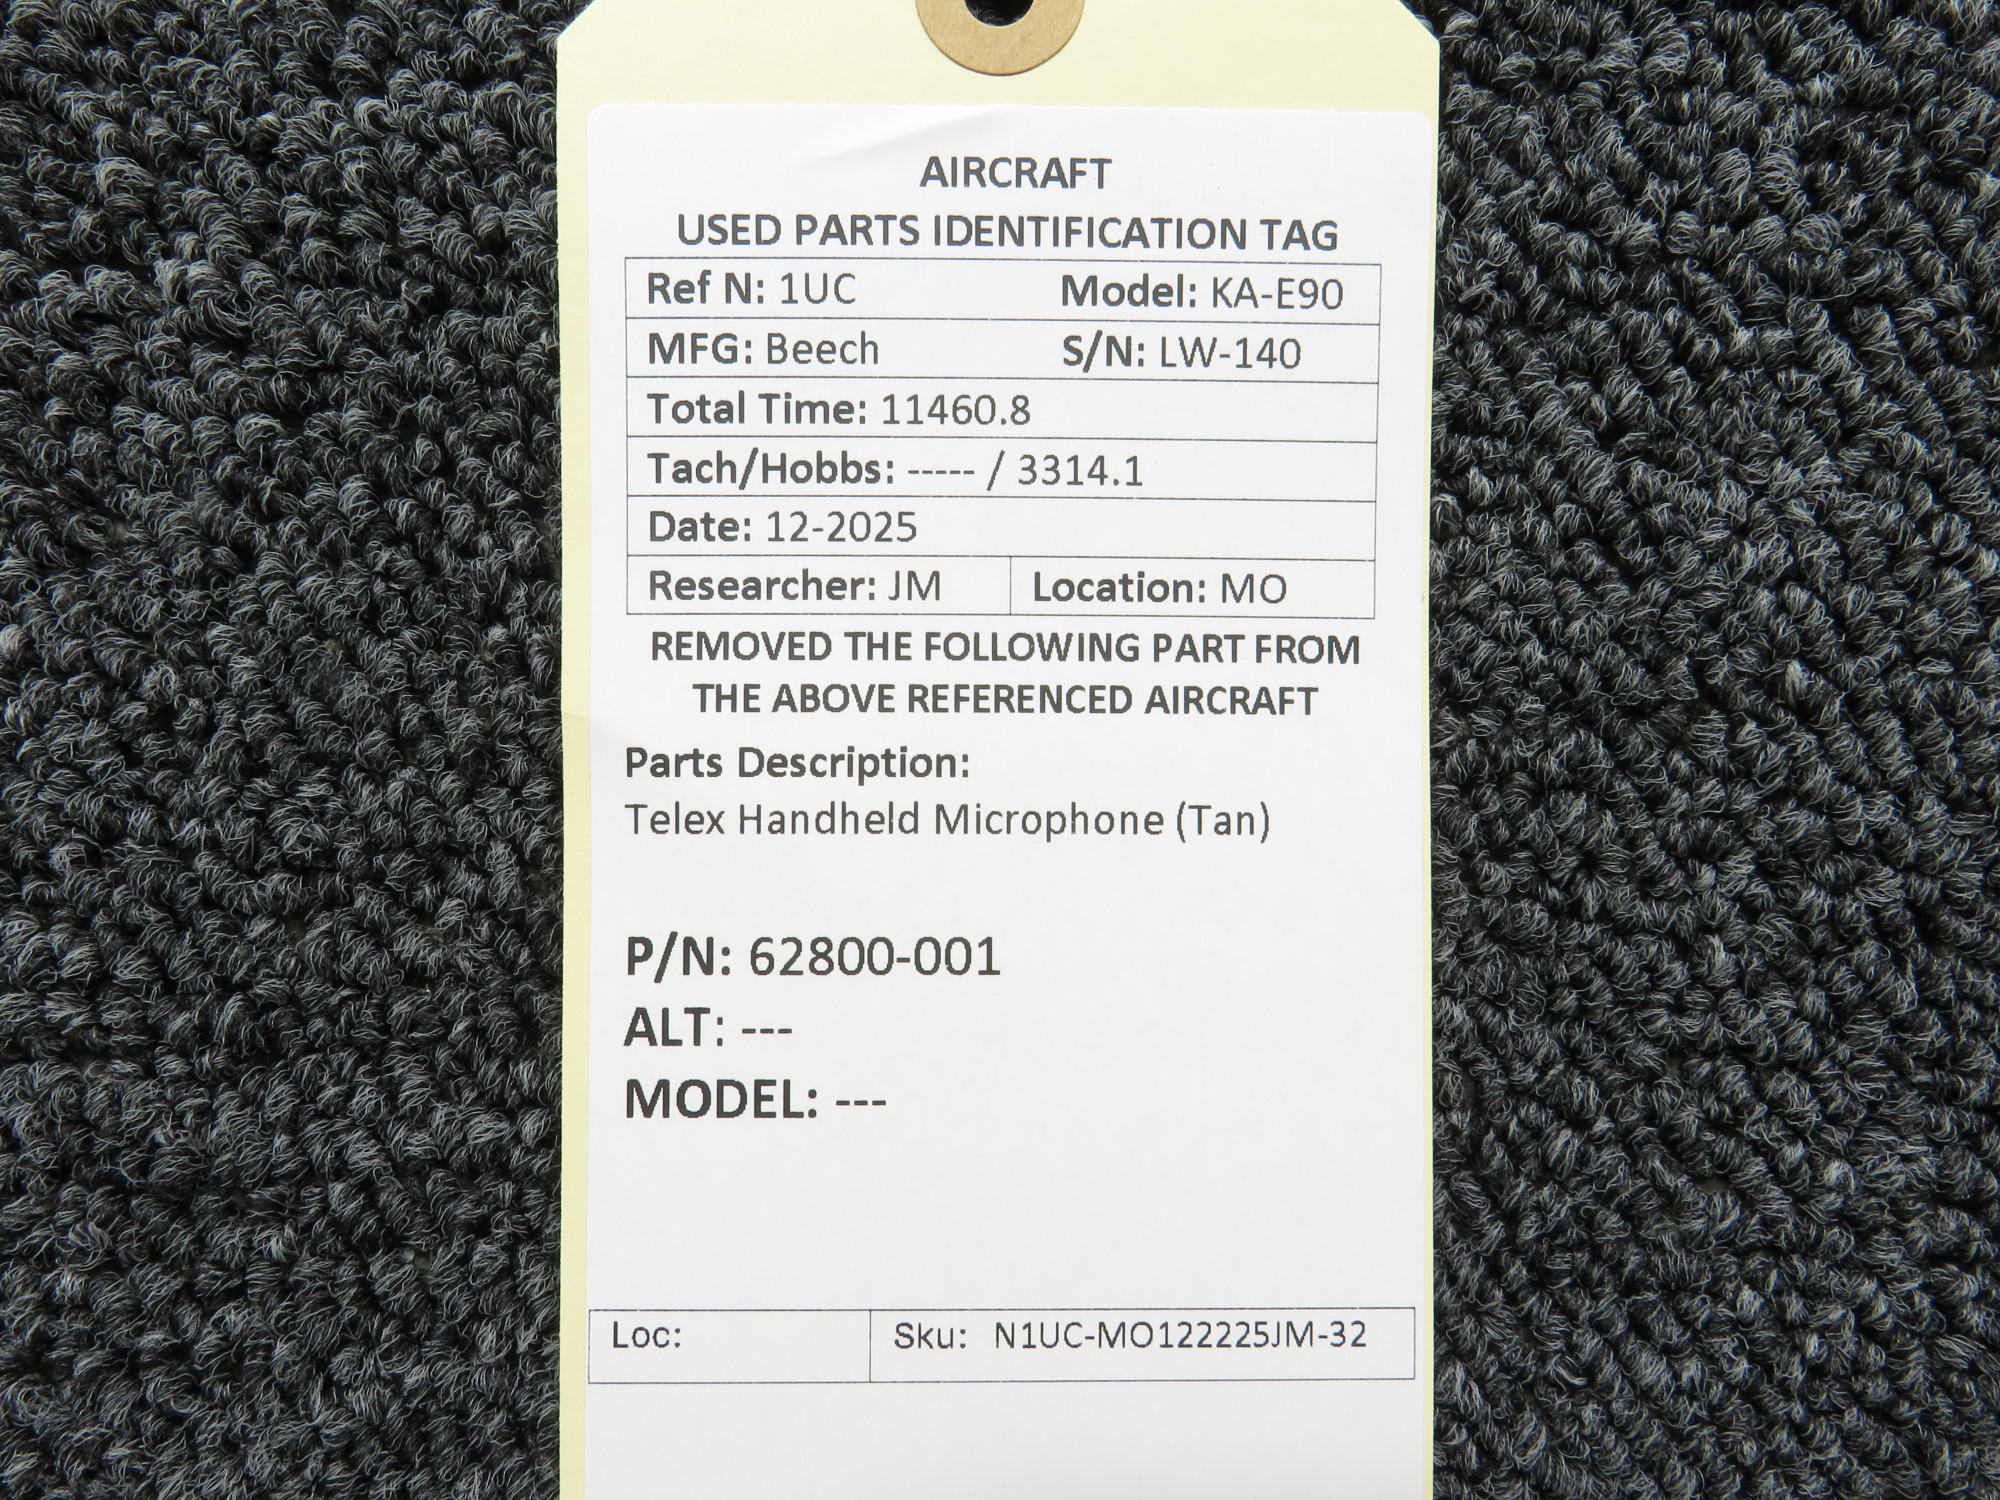 AIRCRAFT
USED PARTS IDENTIFICATION TAG
Ref N: 1UC Model: KA-E90
MFG: Beech S/N: LW-140
Total Time: 11460.8
Tach/Hobbs: ----- / 3314.1
Date: 12-2025
Researcher: JM Location: MO
REMOVED THE FOLLOWING PART FROM
THE ABOVE REFERENCED AIRCRAFT
Parts Description:
Telex Handheld Microphone (Tan)
P/N: 62800-001
ALT: ---
MODEL: ---
Loc: Sku: N1UC-MO122225JM-32